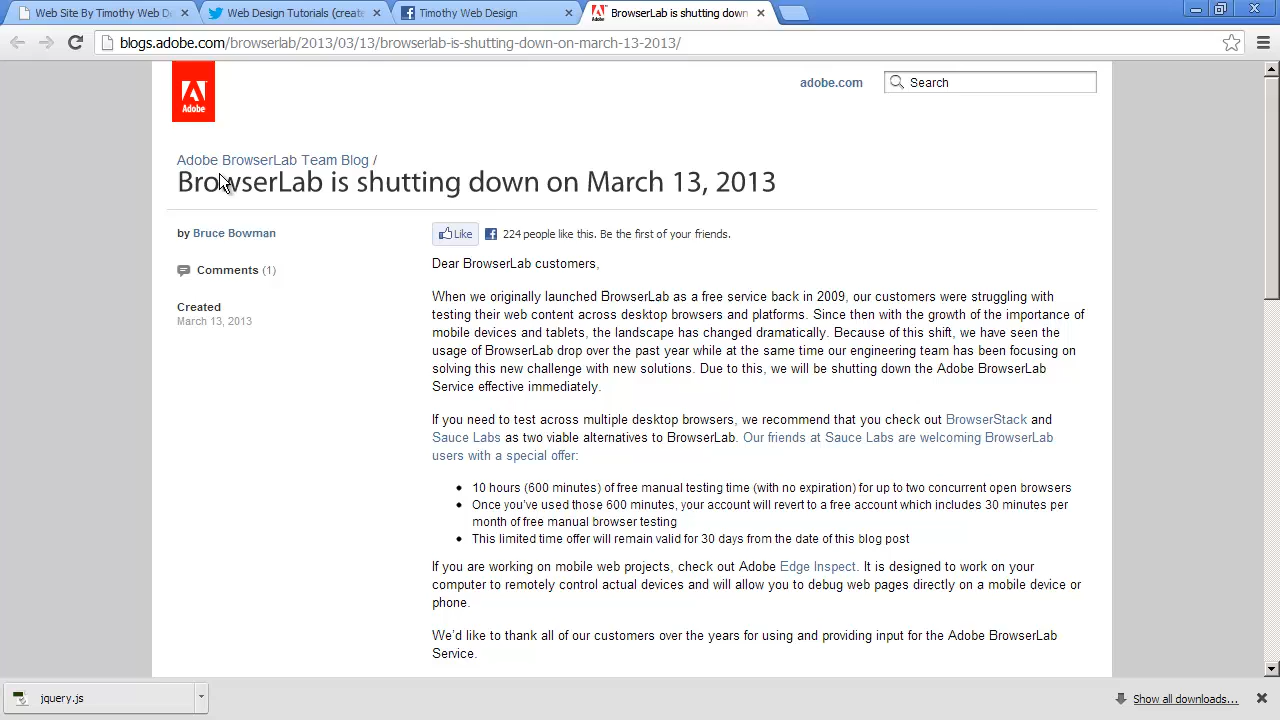 Web Site By Timothy Web De
Web Design Tutorials (create
Timothy Web Design
BrowserLab is shutting down
blogs.adobe.com/browserlab/2013/03/13/browserlab-is-shutting-down-on-march-13-2013/
Adobe
adobe.com
Search
Adobe BrowserLab Team Blog /
BrowserLab is shutting down on March 13, 2013
by Bruce Bowman
Like
224 people like this. Be the first of your friends.
Comments (1)
Created
March 13, 2013
Dear BrowserLab customers,
When we originally launched BrowserLab as a free service back in 2009, our customers were struggling with
testing their web content across desktop browsers and platforms. Since then with the growth of the importance of
mobile devices and tablets, the landscape has changed dramatically. Because of this shift, we have seen the
usage of BrowserLab drop over the past year while at the same time our engineering team has been focusing on
solving this new challenge with new solutions. Due to this, we will be shutting down the Adobe BrowserLab
Service effective immediately.
If you need to test across multiple desktop browsers, we recommend that you check out BrowserStack and
Sauce Labs as two viable alternatives to BrowserLab. Our friends at Sauce Labs are welcoming BrowserLab
users with a special offer:
• 10 hours (600 minutes) of free manual testing time (with no expiration) for up to two concurrent open browsers
• Once you've used those 600 minutes, your account will revert to a free account which includes 30 minutes per
month of free manual browser testing
• This limited time offer will remain valid for 30 days from the date of this blog post
If you are working on mobile web projects, check out Adobe Edge Inspect. It is designed to work on your
computer to remotely control actual devices and will allow you to debug web pages directly on a mobile device or
phone.
We'd like to thank all of our customers over the years for using and providing input for the Adobe BrowserLab
Service.
jquery.js
Show all downloads...